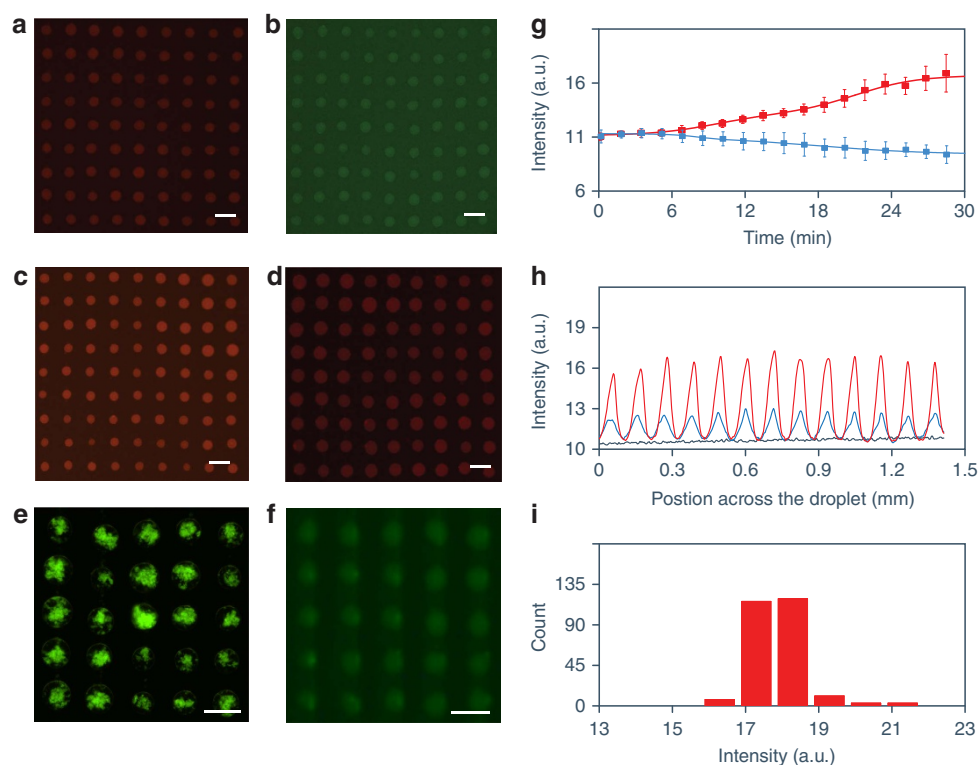 a
b
c
d
e
f
g
Intensity (a.u.)
16
11
6
0 6 12 18 24 30
Time (min)
h
Intensity (a.u.)
19
16
13
10
0 0.3 0.6 0.9 1.2 1.5
Postion across the droplet (mm)
i
Count
135
90
45
0
13 15 17 19 21 23
Intensity (a.u.)